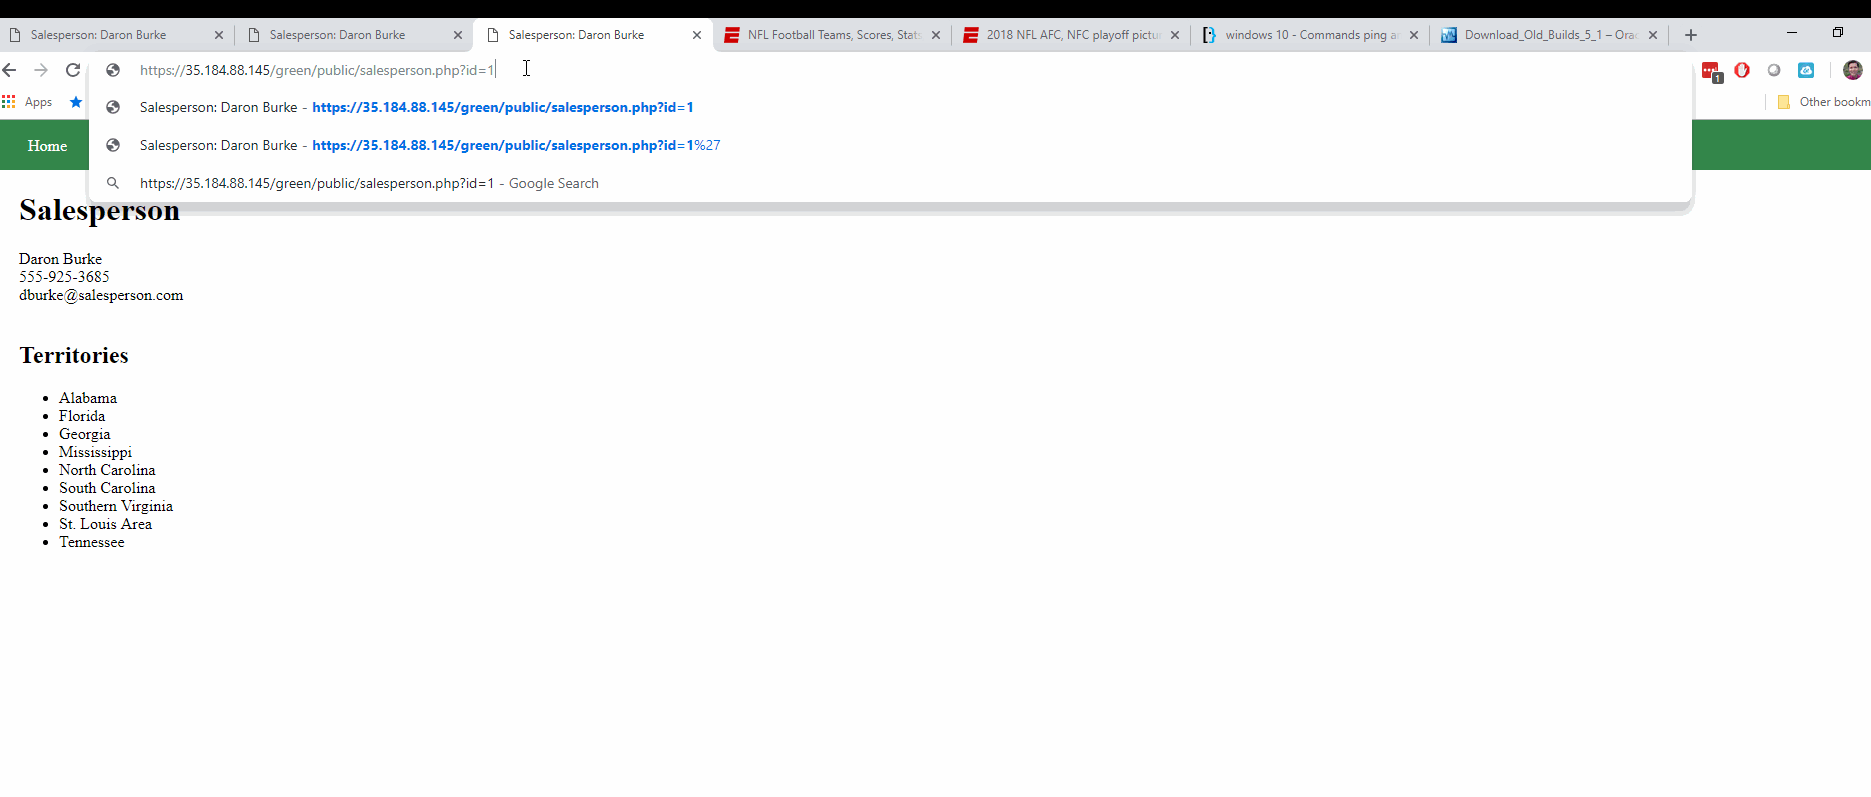 Salesperson: Daron Burke
Salesperson: Daron Burke
Salesperson: Daron Burke
NFL Football Teams, Scores, Stats
2018 NFL AFC, NFC playoff pictu
windows 10 - Commands ping a
Download_Old_Builds_5_1 – Orac
https://35.184.88.145/green/public/salesperson.php?id=1
1
Apps
Salesperson: Daron Burke - https://35.184.88.145/green/public/salesperson.php?id=1
Other bookm
Home
Salesperson: Daron Burke - https://35.184.88.145/green/public/salesperson.php?id=1%27
https://35.184.88.145/green/public/salesperson.php?id=1 - Google Search
Salesperson
Daron Burke
555-925-3685
dburke@salesperson.com
Territories
• Alabama
• Florida
• Georgia
• Mississippi
• North Carolina
• South Carolina
• Southern Virginia
• St. Louis Area
• Tennessee